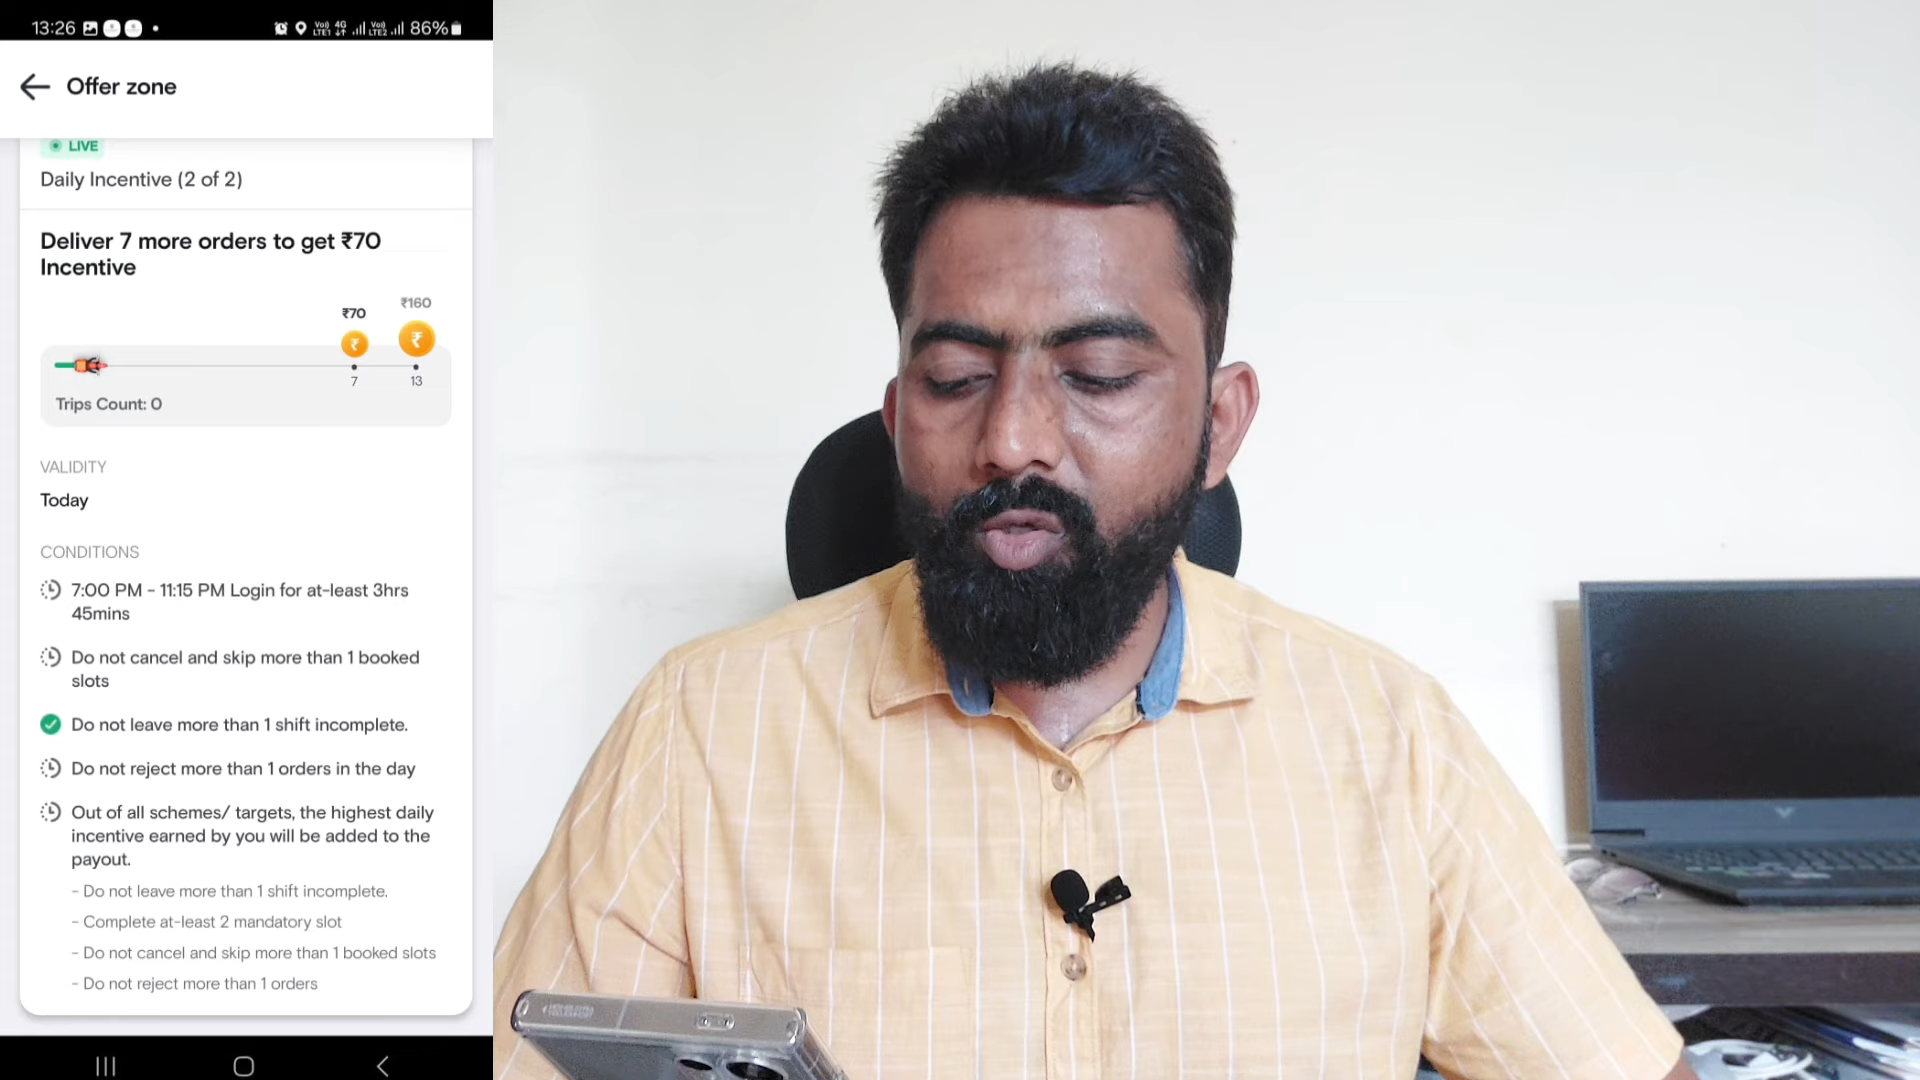 13:26
Vo) 4G Vo) 86%
LTE1 LTE2
Offer zone
LIVE
Daily Incentive (2 of 2)
Deliver 7 more orders to get ₹70
Incentive
₹160
₹70
₹ ₹
7 13
Trips Count: 0
VALIDITY
Today
CONDITIONS
7:00 PM - 11:15 PM Login for at-least 3hrs
45mins
Do not cancel and skip more than 1 booked
slots
Do not leave more than 1 shift incomplete.
Do not reject more than 1 orders in the day
Out of all schemes/ targets, the highest daily
incentive earned by you will be added to the
payout.
- Do not leave more than 1 shift incomplete.
- Complete at-least 2 mandatory slot
- Do not cancel and skip more than 1 booked slots
- Do not reject more than 1 orders